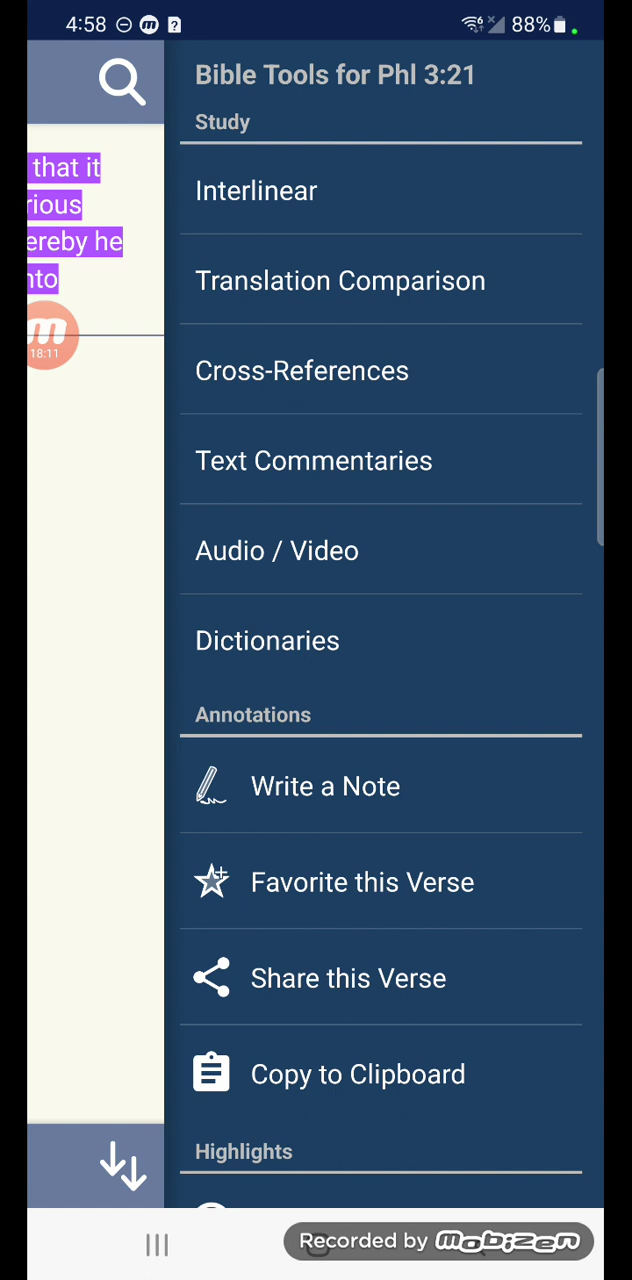 4:58
88%
Bible Tools for Phl 3:21
Study
that it
rious
ereby he
nto
m
18:11
Interlinear
Translation Comparison
Cross-References
Text Commentaries
Audio / Video
Dictionaries
Annotations
Write a Note
Favorite this Verse
Share this Verse
Copy to Clipboard
Highlights
Recorded by mobizen